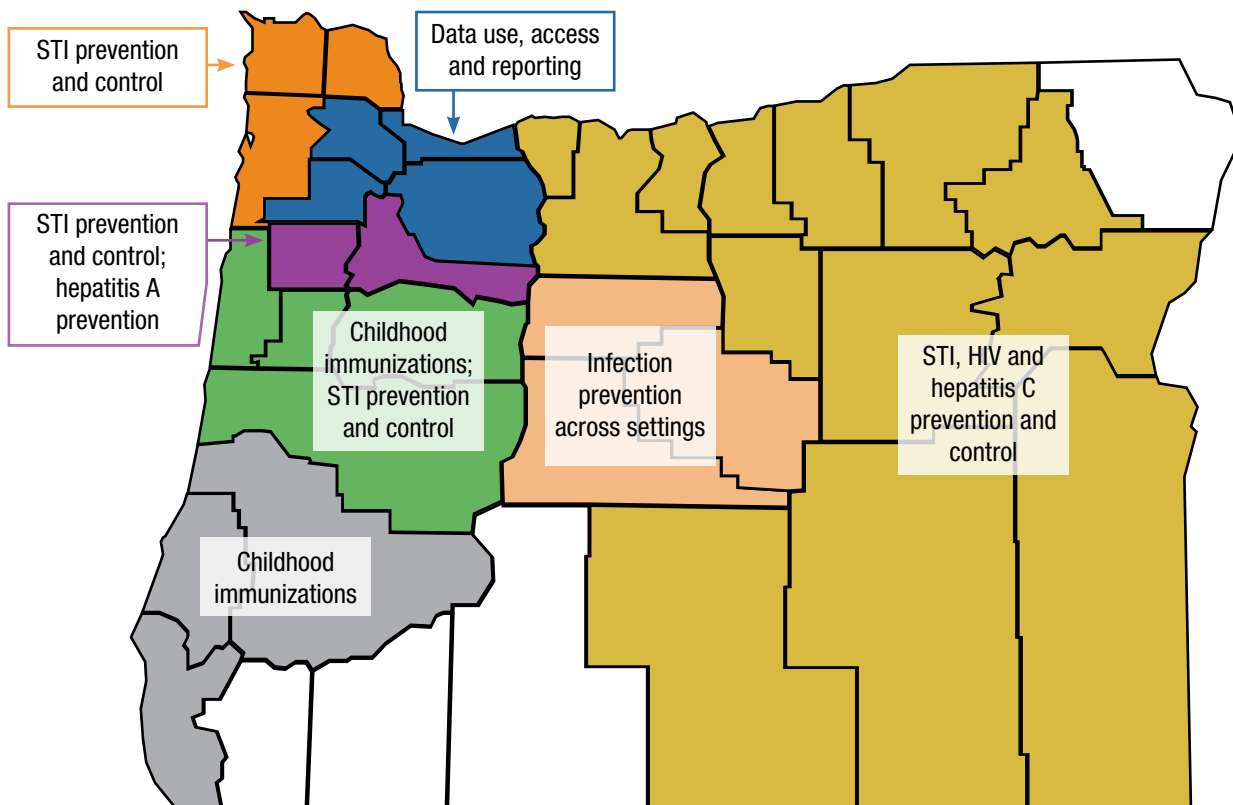 STI prevention
and control
Data use, access
and reporting
STI prevention
and control;
hepatitis A
prevention
Childhood
immunizations;
STI prevention
and control
Infection
prevention
across settings
STI, HIV and
hepatitis C
prevention and
control
Childhood
immunizations